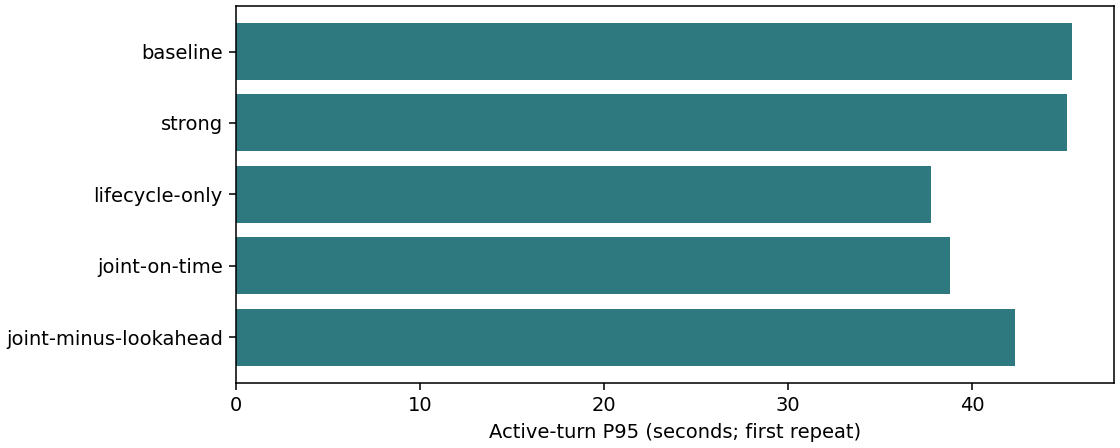 baseline
strong
lifecycle-only
joint-on-time
joint-minus-lookahead
0 10 20 30 40
Active-turn P95 (seconds; first repeat)